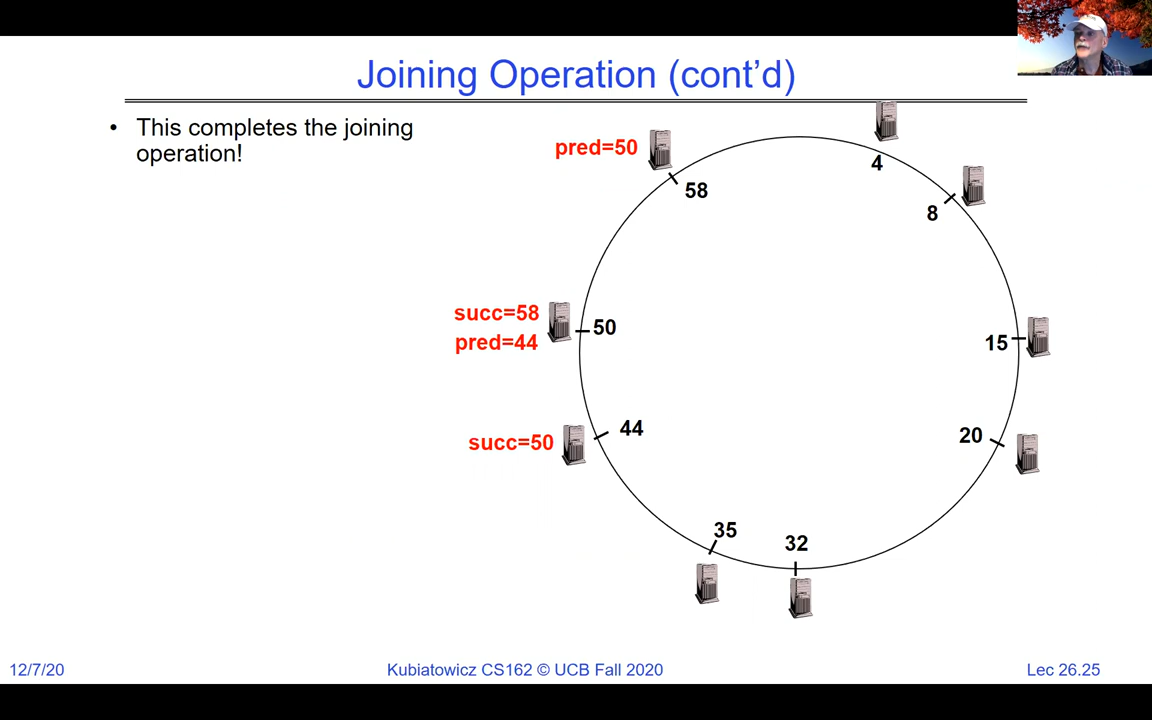 Joining Operation (cont’d)
• This completes the joining
operation!
pred=50
58
4
8
succ=58
pred=44
50
15
succ=50
44
20
35
32
12/7/20
Kubiatowicz CS162 © UCB Fall 2020
Lec 26.25